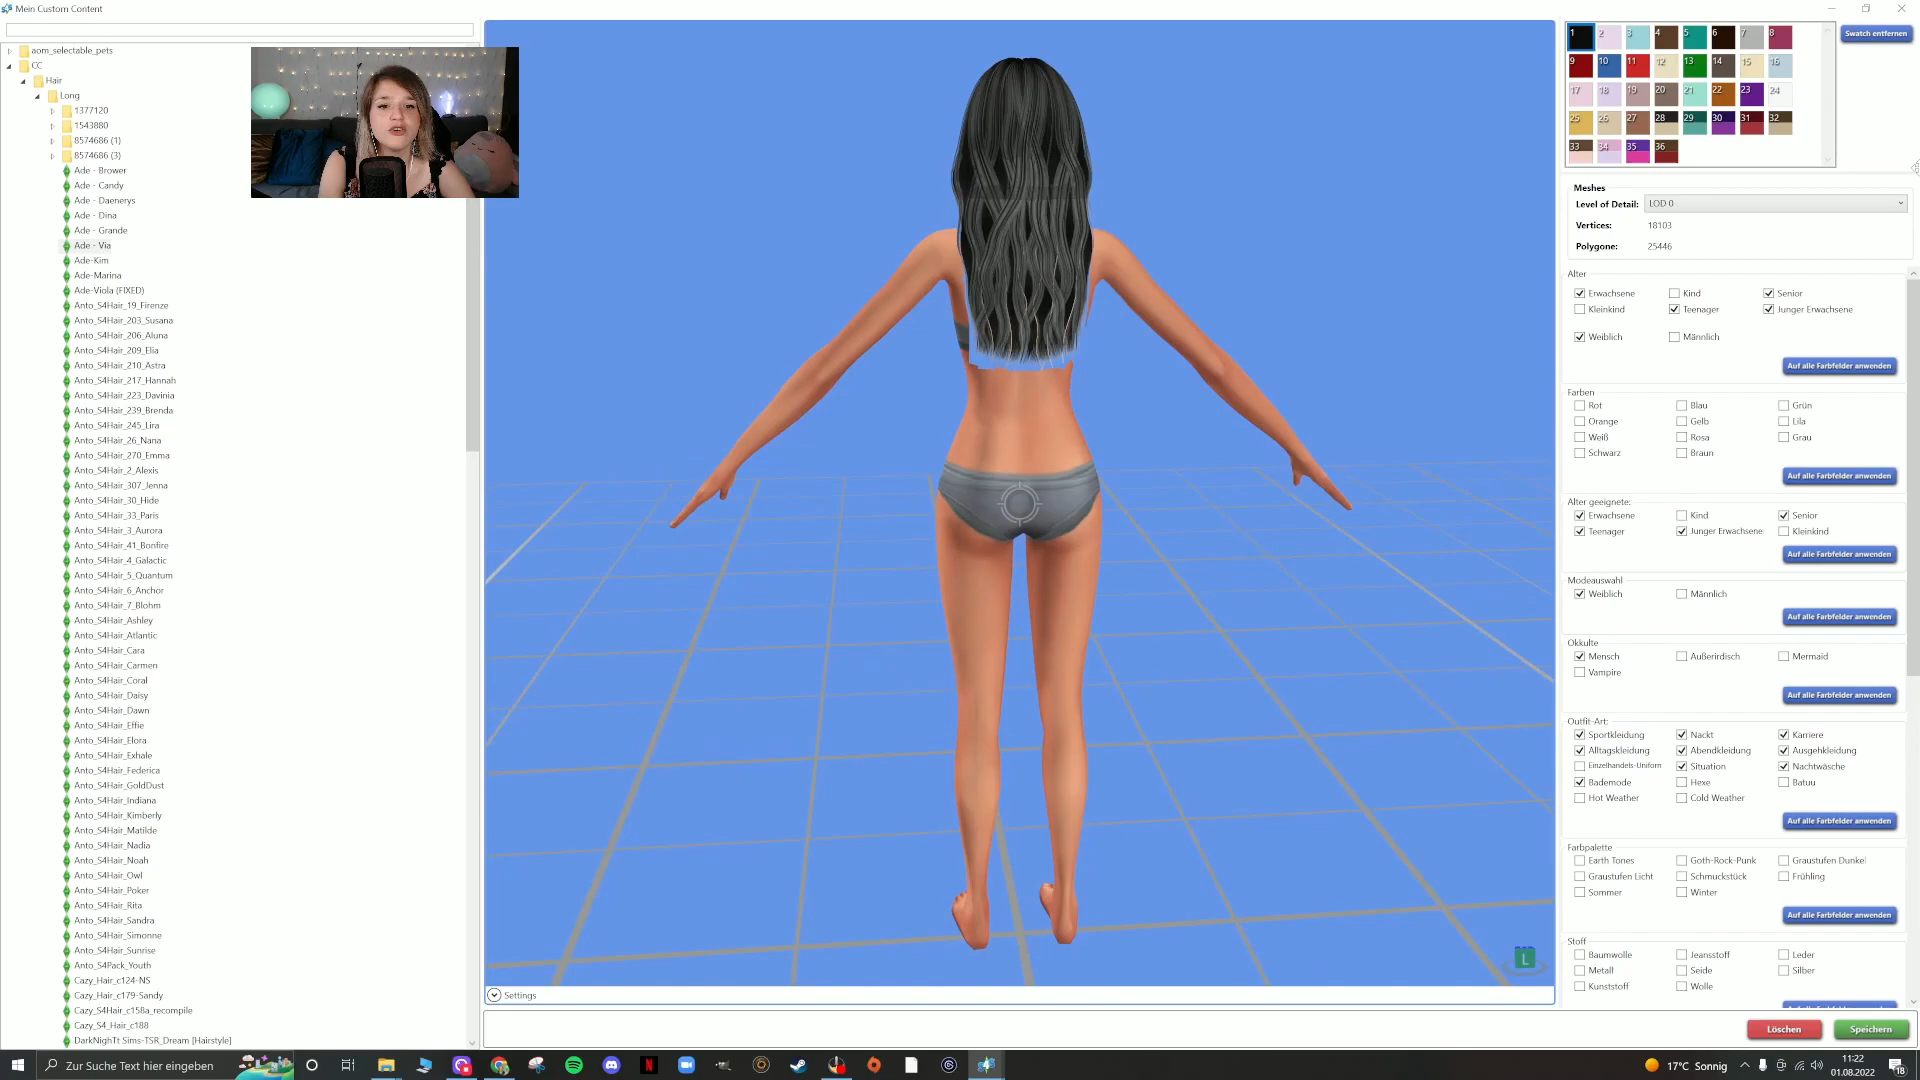 Mein Custom Content
aom_selectable_pets
CC
Hair
Long
1377120
1543880
8574686 (1)
8574686 (3)
Ade - Brower
Ade - Candy
Ade - Daenerys
Ade - Dina
Ade - Grande
Ade - Via
Ade-Kim
Ade-Marina
Ade-Viola (FIXED)
Anto_S4Hair_19_Firenze
Anto_S4Hair_203_Susana
Anto_S4Hair_206_Aluna
Anto_S4Hair_209_Elia
Anto_S4Hair_210_Astra
Anto_S4Hair_217_Hannah
Anto_S4Hair_223_Davinia
Anto_S4Hair_239_Brenda
Anto_S4Hair_245_Lira
Anto_S4Hair_26_Nana
Anto_S4Hair_270_Emma
Anto_S4Hair_2_Alexis
Anto_S4Hair_307_Jenna
Anto_S4Hair_30_Hide
Anto_S4Hair_33_Paris
Anto_S4Hair_3_Aurora
Anto_S4Hair_41_Bonfire
Anto_S4Hair_4_Galactic
Anto_S4Hair_5_Quantum
Anto_S4Hair_6_Anchor
Anto_S4Hair_7_Blohm
Anto_S4Hair_Ashley
Anto_S4Hair_Atlantic
Anto_S4Hair_Cara
Anto_S4Hair_Carmen
Anto_S4Hair_Coral
Anto_S4Hair_Daisy
Anto_S4Hair_Dawn
Anto_S4Hair_Effie
Anto_S4Hair_Elora
Anto_S4Hair_Exhale
Anto_S4Hair_Federica
Anto_S4Hair_GoldDust
Anto_S4Hair_Indiana
Anto_S4Hair_Kimberly
Anto_S4Hair_Matilde
Anto_S4Hair_Nadia
Anto_S4Hair_Noah
Anto_S4Hair_Owl
Anto_S4Hair_Poker
Anto_S4Hair_Rita
Anto_S4Hair_Sandra
Anto_S4Hair_Simonne
Anto_S4Hair_Sunrise
Anto_S4Pack_Youth
Cazy_Hair_c124-NS
Cazy_Hair_c179-Sandy
Cazy_S4Hair_c158a_recompile
Cazy_S4_Hair_c188
DarkNighTt Sims-TSR_Dream [Hairstyle]
L
Settings
1 2 3 4 5 6 7 8
9 10 11 12 13 14 15 16
17 18 19 20 21 22 23 24
25 26 27 28 29 30 31 32
33 34 35 36
Swatch entfernen
Meshes
Level of Detail: LOD 0
Vertices: 18103
Polygone: 25446
Alter
Erwachsene Kind Senior
Kleinkind Teenager Junger Erwachsene
Weiblich Männlich
Auf alle Farbfelder anwenden
Farben
Rot Blau Grün
Orange Gelb Lila
Weiß Rosa Grau
Schwarz Braun
Auf alle Farbfelder anwenden
Alter geeignete:
Erwachsene Kind Senior
Teenager Junger Erwachsene Kleinkind
Auf alle Farbfelder anwenden
Modeauswahl
Weiblich Männlich
Auf alle Farbfelder anwenden
Okkulte
Mensch Außerirdisch Mermaid
Vampire
Auf alle Farbfelder anwenden
Outfit-Art:
Sportkleidung Nackt Karriere
Alltagskleidung Abendkleidung Ausgehkleidung
Einzelhandels-Uniform Situation Nachtwäsche
Bademode Hexe Batuu
Hot Weather Cold Weather
Auf alle Farbfelder anwenden
Farbpalette
Earth Tones Goth-Rock-Punk Graustufen Dunkel
Graustufen Licht Schmuckstück Frühling
Sommer Winter
Auf alle Farbfelder anwenden
Stoff
Baumwolle Jeansstoff Leder
Metall Seide Silber
Kunststoff Wolle
Löschen Speichern
Zur Suche Text hier eingeben
17°C Sonnig
11:22
01.08.2022
18